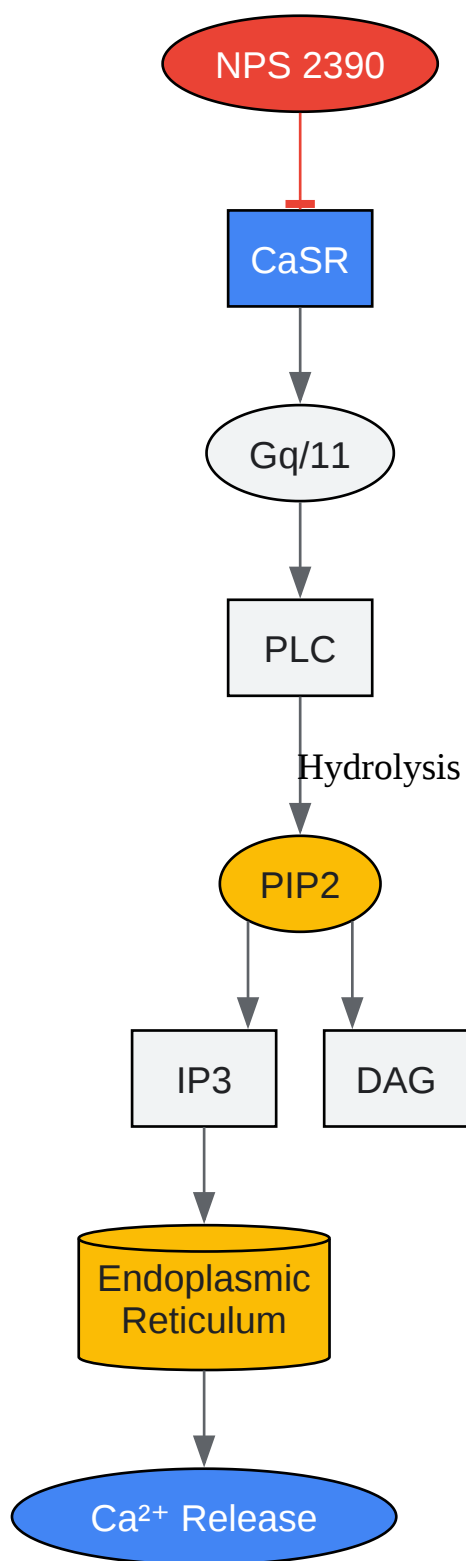 NPS 2390
CaSR
Gq/11
PLC
Hydrolysis
PIP2
IP3
DAG
Endoplasmic
Reticulum
Ca²⁺ Release